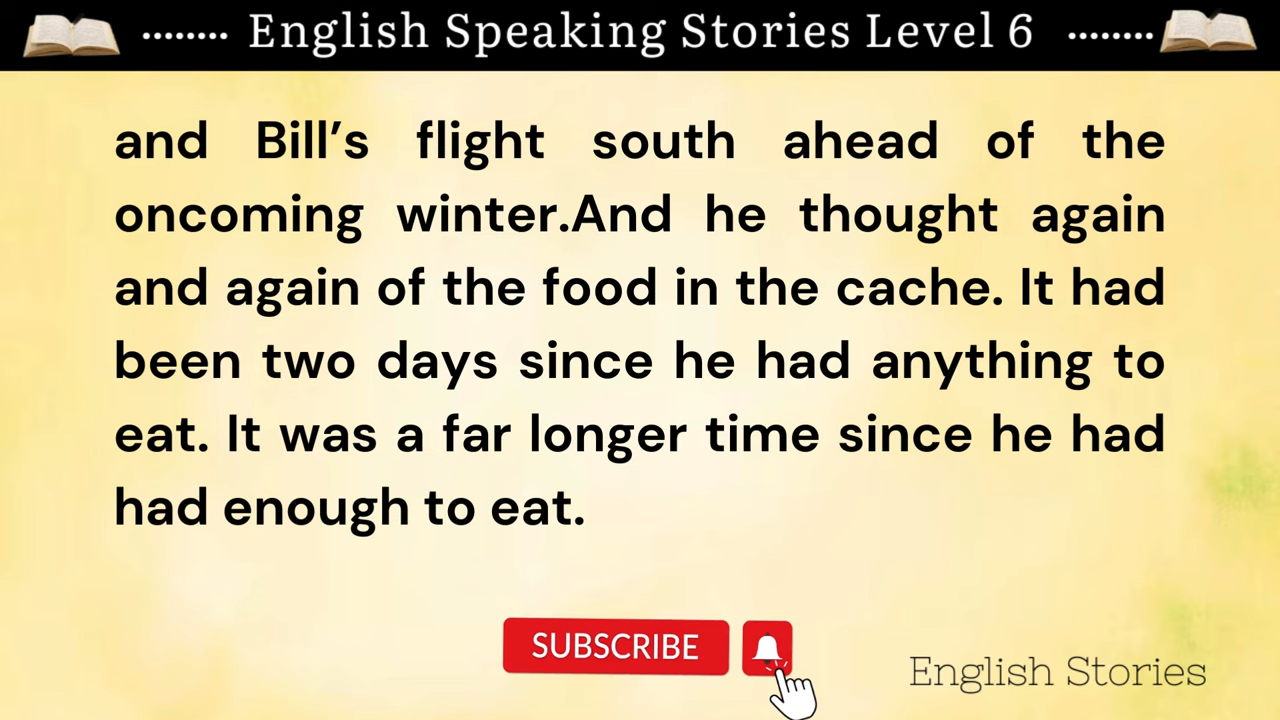 ........ English Speaking Stories Level 6 ........
and Bill’s flight south ahead of the
oncoming winter.And he thought again
and again of the food in the cache. It had
been two days since he had anything to
eat. It was a far longer time since he had
had enough to eat.
SUBSCRIBE
English Stories